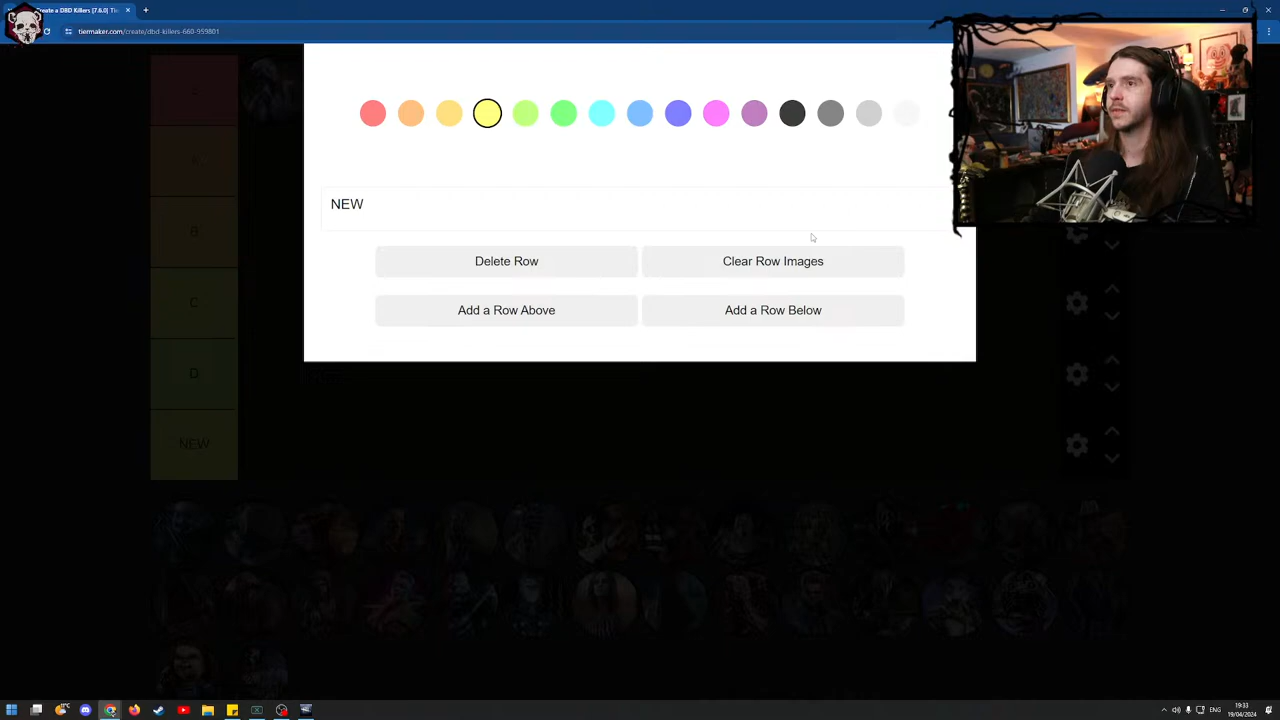 Create a DBD Killers [7.6.0] Tie
tiermaker.com/create/dbd-killers-660-959801
NEW
Delete Row
Clear Row Images
Add a Row Above
Add a Row Below
S
A
B
C
D
NEW
ENG
19:33
19/04/2024